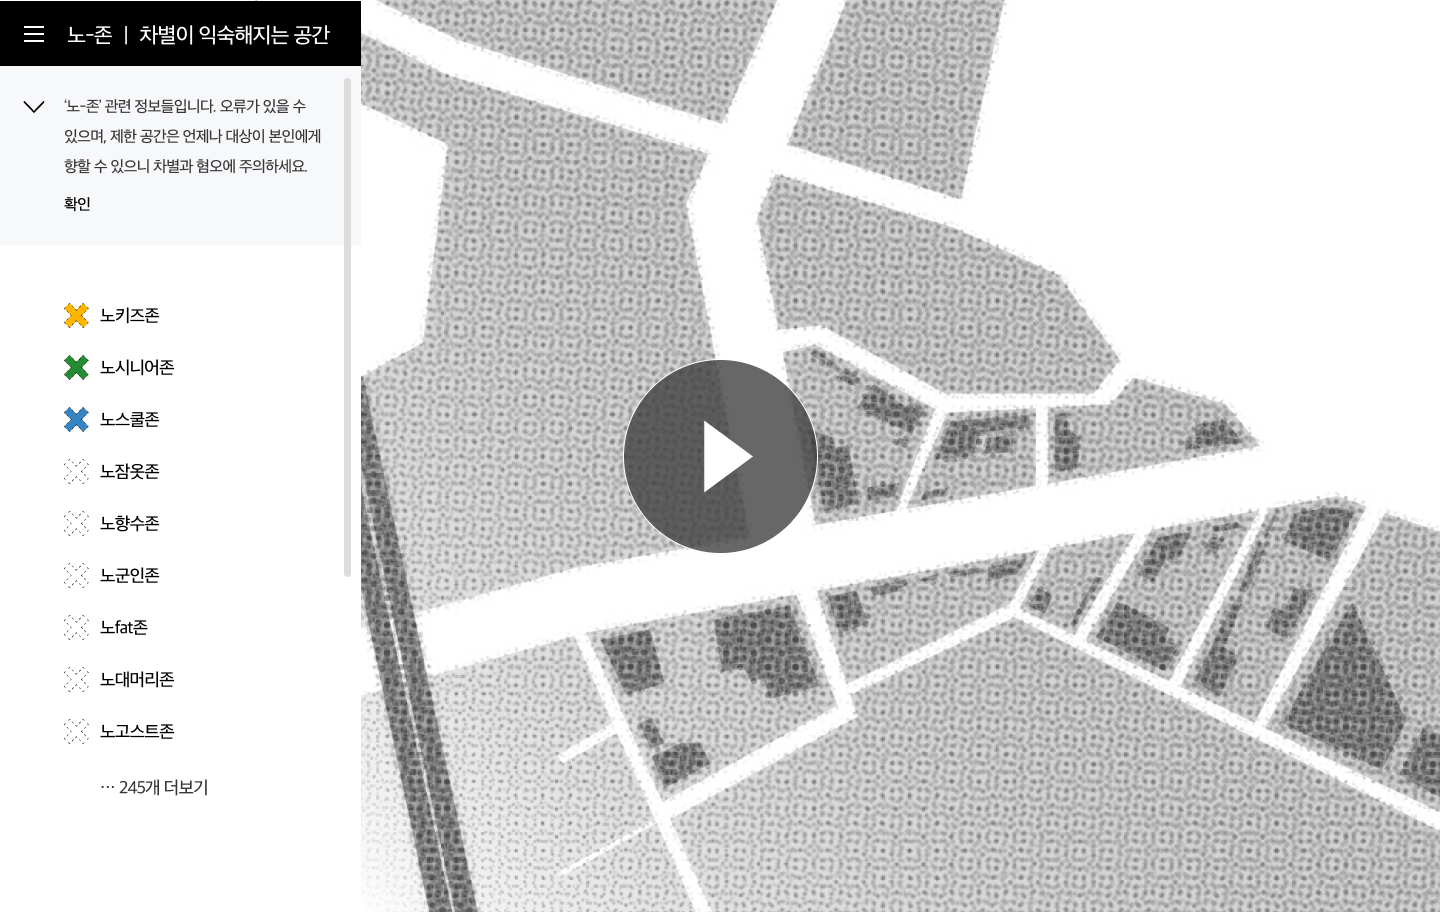 노-존 | 차별이 익숙해지는 공간
‘노-존’ 관련 정보들입니다. 오류가 있을 수
있으며, 제한 공간은 언제나 대상이 본인에게
향할 수 있으니 차별과 혐오에 주의하세요.
확인
노키즈존
노시니어존
노스쿨존
노잠옷존
노향수존
노군인존
노fat존
노대머리존
노고스트존
··· 245개 더보기